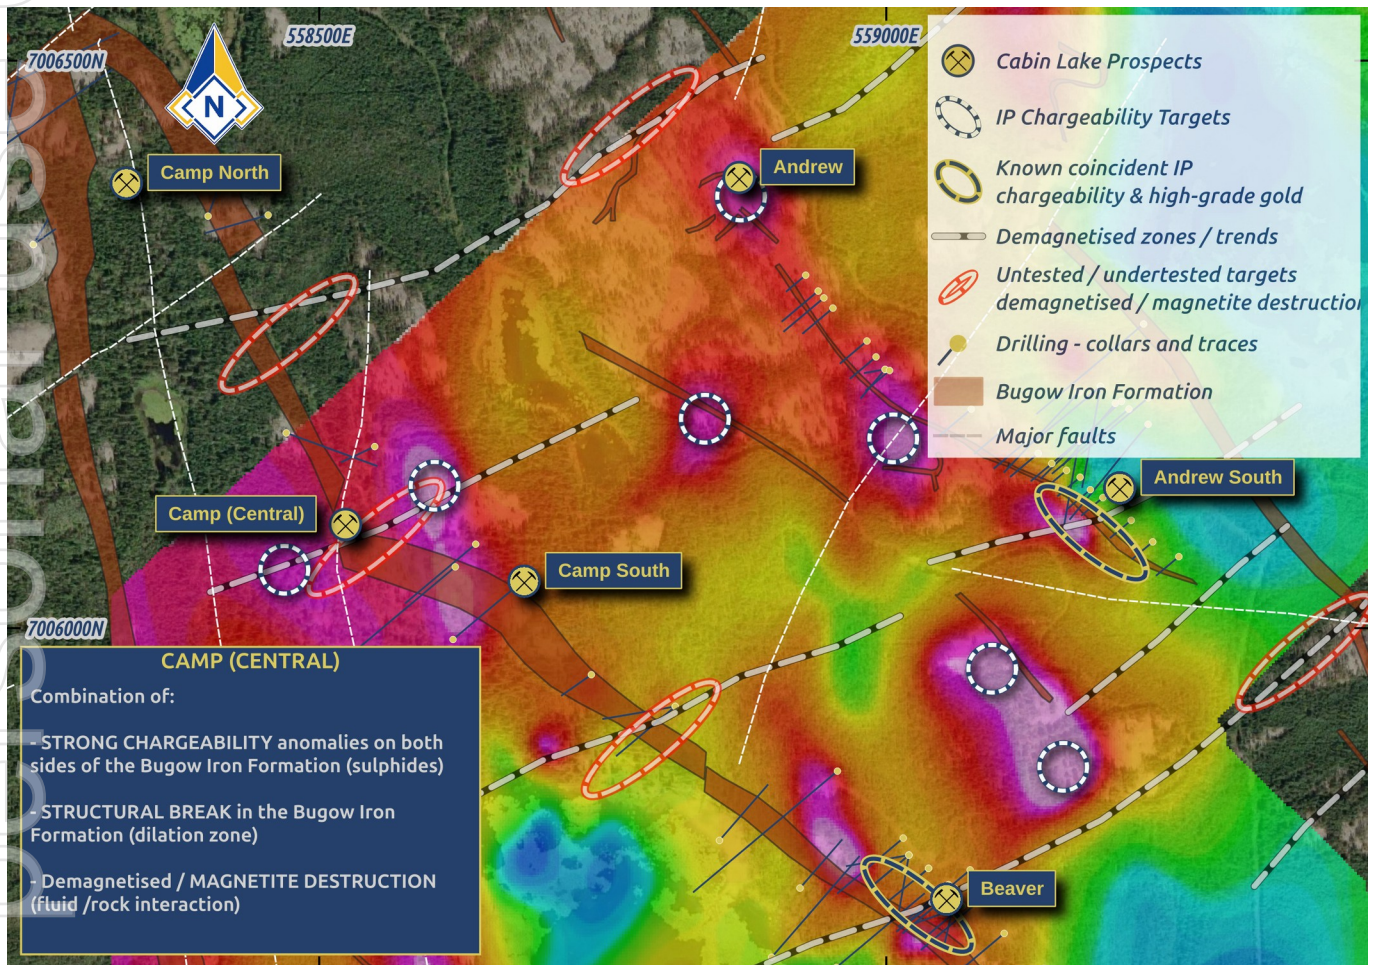 558500E
559000E
7006500N
7006000N
N
Camp North
Andrew
Camp (Central)
Camp South
Andrew South
Beaver
Cabin Lake Prospects
IP Chargeability Targets
Known coincident IP
chargeability & high-grade gold
Demagnetised zones / trends
Untested / undertested targets
demagnetised / magnetite destruction
Drilling - collars and traces
Bugow Iron Formation
Major faults
CAMP (CENTRAL)
Combination of:
- STRONG CHARGEABILITY anomalies on both
sides of the Bugow Iron Formation (sulphides)
- STRUCTURAL BREAK in the Bugow Iron
Formation (dilation zone)
- Demagnetised / MAGNETITE DESTRUCTION
(fluid /rock interaction)